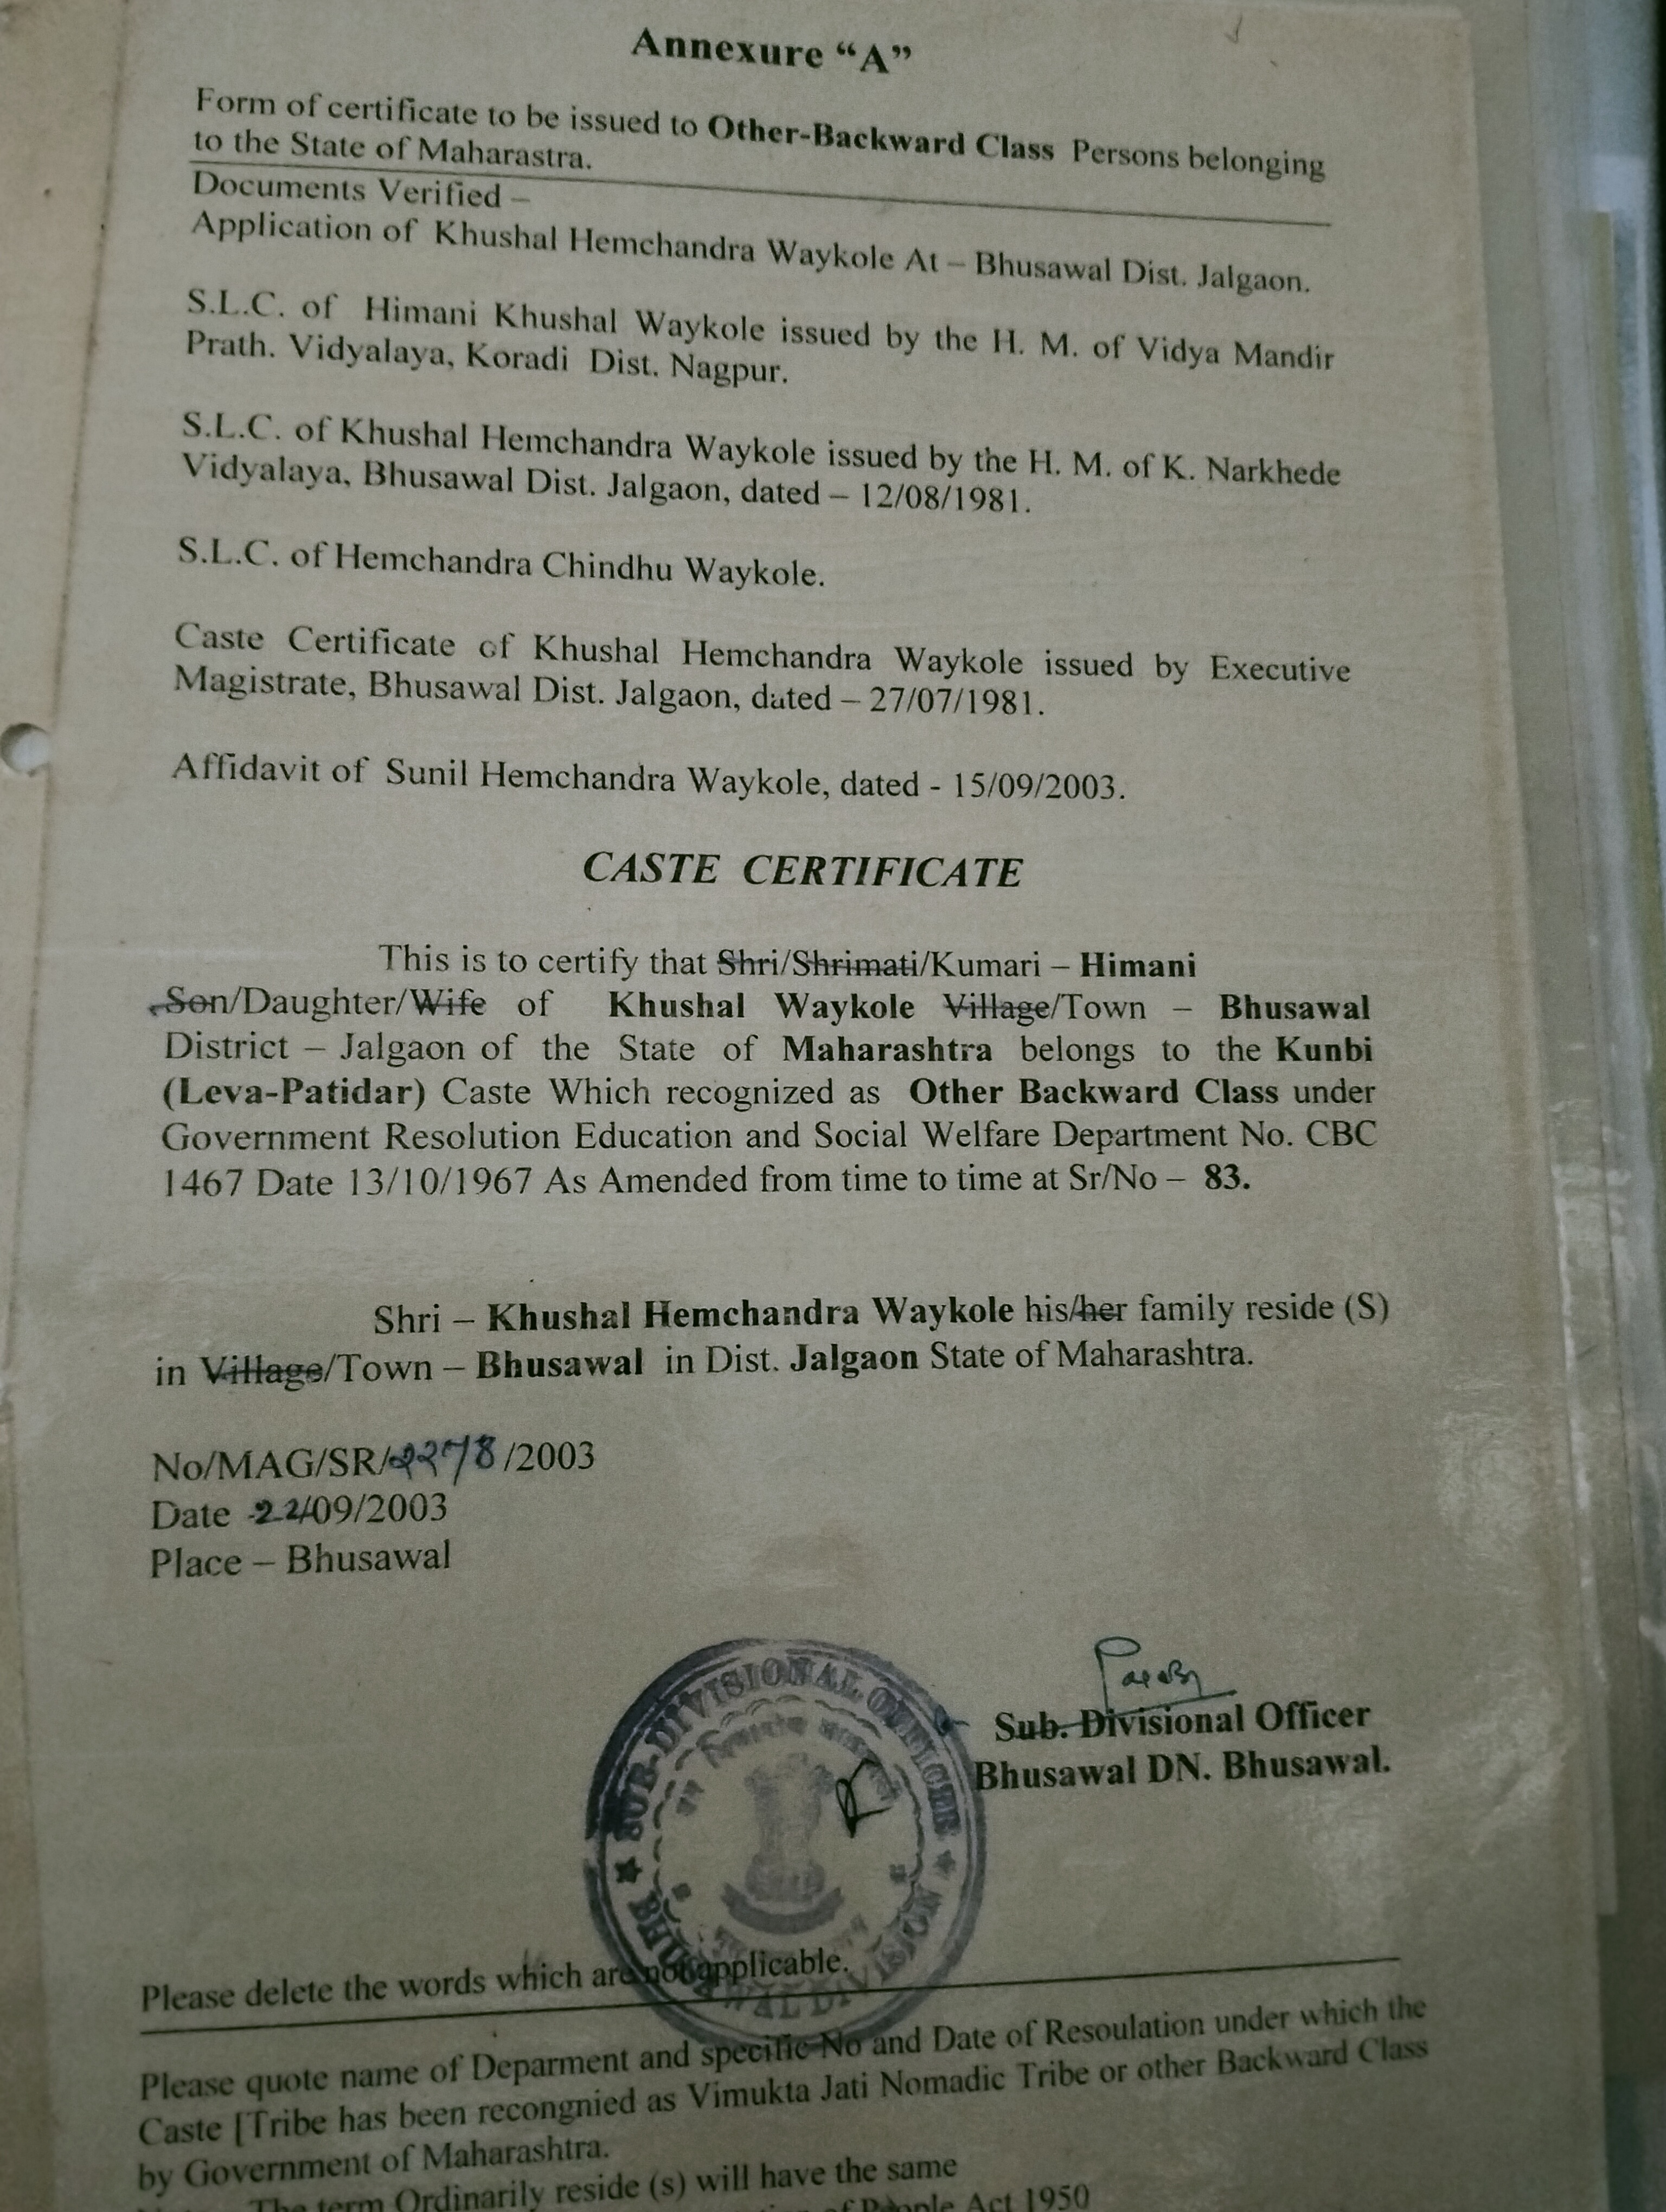 Annexure “A”
Form of certificate to be issued to Other-Backward Class Persons belonging
to the State of Maharastra.
Documents Verified –
Application of Khushal Hemchandra Waykole At – Bhusawal Dist. Jalgaon.
S.L.C. of Himani Khushal Waykole issued by the H. M. of Vidya Mandir
Prath. Vidyalaya, Koradi Dist. Nagpur.
S.L.C. of Khushal Hemchandra Waykole issued by the H. M. of K. Narkhede
Vidyalaya, Bhusawal Dist. Jalgaon, dated – 12/08/1981.
S.L.C. of Hemchandra Chindhu Waykole.
Caste Certificate of Khushal Hemchandra Waykole issued by Executive
Magistrate, Bhusawal Dist. Jalgaon, dated – 27/07/1981.
Affidavit of Sunil Hemchandra Waykole, dated - 15/09/2003.
CASTE CERTIFICATE
This is to certify that Shri/Shrimati/Kumari – Himani
Son/Daughter/Wife of Khushal Waykole Village/Town – Bhusawal
District – Jalgaon of the State of Maharashtra belongs to the Kunbi
(Leva-Patidar) Caste Which recognized as Other Backward Class under
Government Resolution Education and Social Welfare Department No. CBC
1467 Date 13/10/1967 As Amended from time to time at Sr/No – 83.
Shri – Khushal Hemchandra Waykole his/her family reside (S)
in Village/Town – Bhusawal in Dist. Jalgaon State of Maharashtra.
No/MAG/SR/ /2003
Date 22/09/2003
Place – Bhusawal
Sub. Divisional Officer
Bhusawal DN. Bhusawal.
SUB-DIVISIONAL OFFICER
BHUSAWAL DIVISION
Please delete the words which are not applicable.
Please quote name of Deparment and specific No and Date of Resoulation under which the
Caste [Tribe has been recongnied as Vimukta Jati Nomadic Tribe or other Backward Class
by Government of Maharashtra.
The term Ordinarily reside (s) will have the same
of People Act 1950